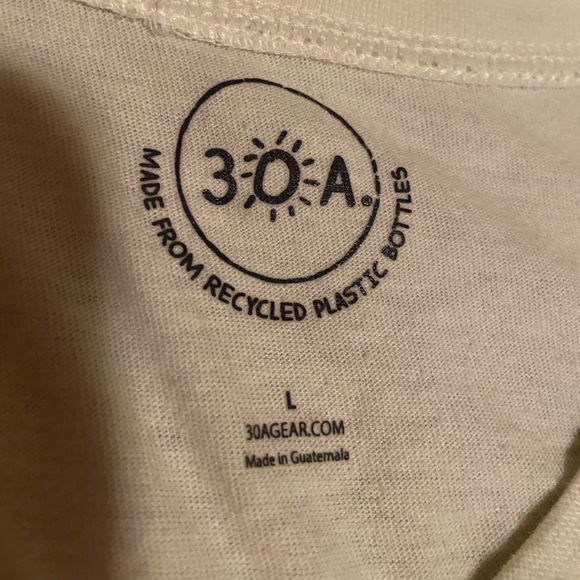 30A®
MADE FROM RECYCLED PLASTIC BOTTLES
L
30AGEAR.COM
Made in Guatemala